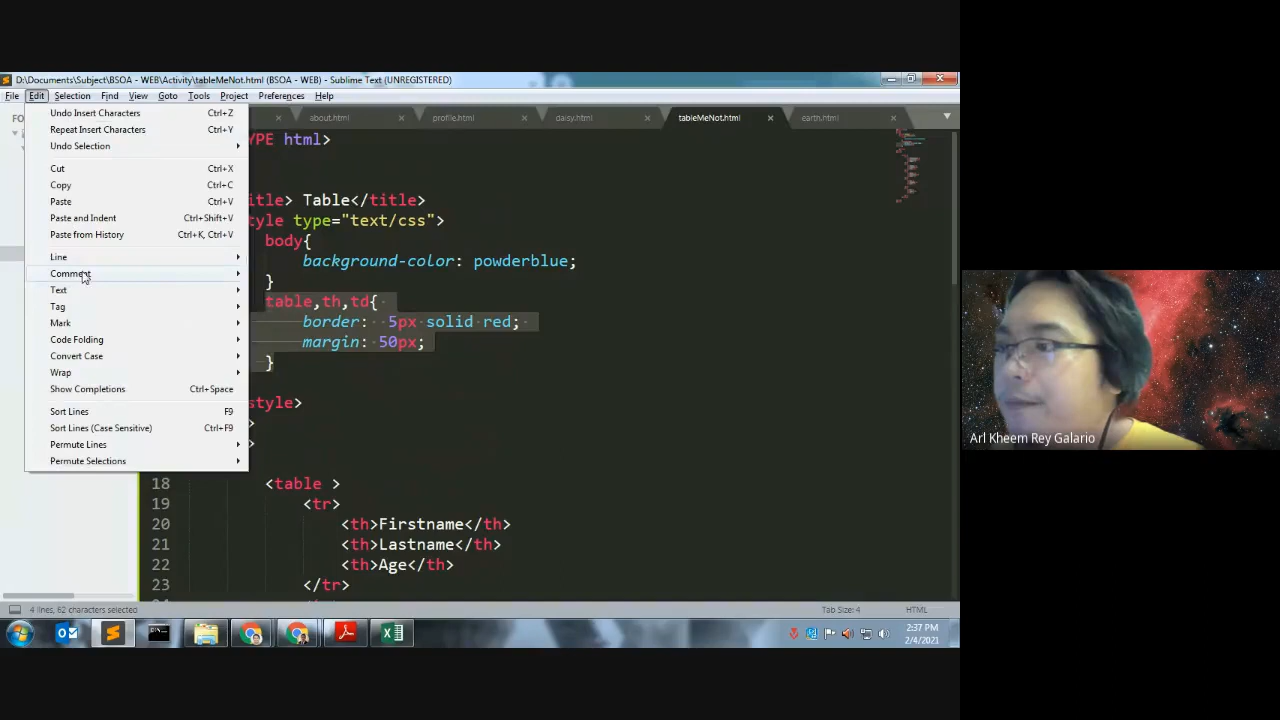 D:\Documents\Subject\BSOA - WEB\Activity\tableMeNot.html (BSOA - WEB) - Sublime Text (UNREGISTERED)
File Edit Selection Find View Goto Tools Project Preferences Help
about.html profile.html daisy.html tableMeNot.html earth.html
Undo Insert Characters Ctrl+Z
Repeat Insert Characters Ctrl+Y
Undo Selection
Cut Ctrl+X
Copy Ctrl+C
Paste Ctrl+V
Paste and Indent Ctrl+Shift+V
Paste from History Ctrl+K, Ctrl+V
Line
Comment
Text
Tag
Mark
Code Folding
Convert Case
Wrap
Show Completions Ctrl+Space
Sort Lines F9
Sort Lines (Case Sensitive) Ctrl+F9
Permute Lines
Permute Selections
FO
YPE html>
itle> Table</title>
style type="text/css">
body{
background-color: powderblue;
}
table,th,td{
border: 5px solid red;
margin: 50px;
}
style>
>
>
18 <table >
19 <tr>
20 <th>Firstname</th>
21 <th>Lastname</th>
22 <th>Age</th>
23 </tr>
4 lines, 62 characters selected Tab Size: 4 HTML
2:37 PM
2/4/2021
Arl Kheem Rey Galario